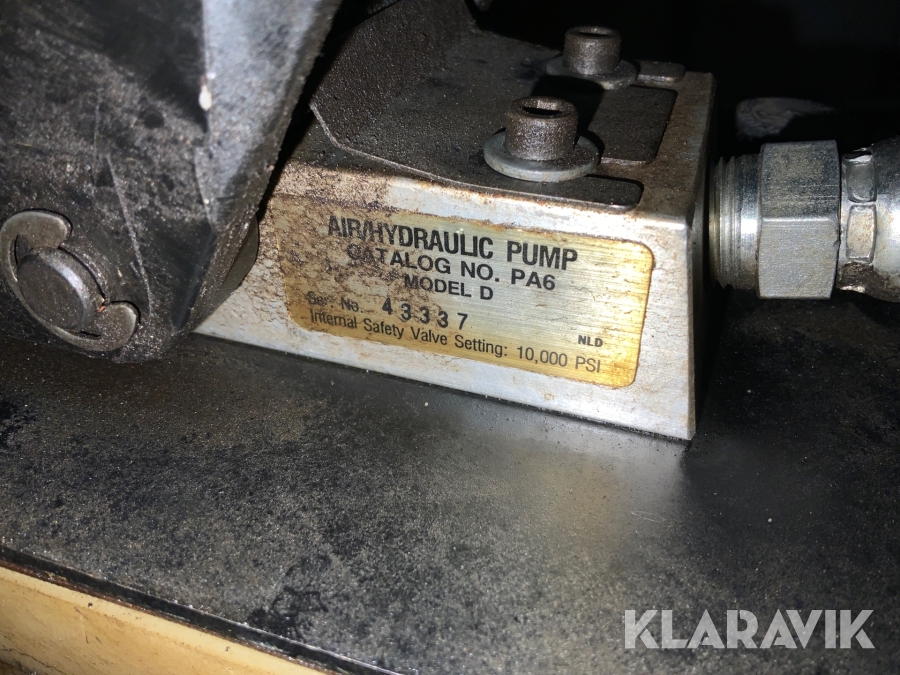 AIR/HYDRAULIC PUMP
CATALOG NO. PA6
MODEL D
Ser. No. 43337
NLD
Internal Safety Valve Setting: 10,000 PSI
KLARAVIK